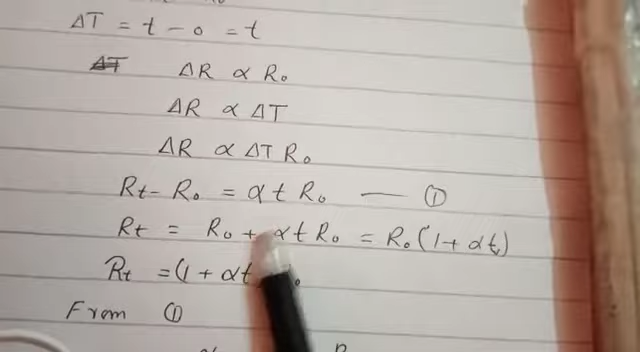 ΔT = t - 0 = t
ΔR ∝ R₀
ΔR ∝ ΔT
ΔR ∝ ΔT R₀
Rt - R₀ = αt R₀ — ①
Rt = R₀ + αt R₀ = R₀(1+αt)
Rt = (1 + αt
From ①